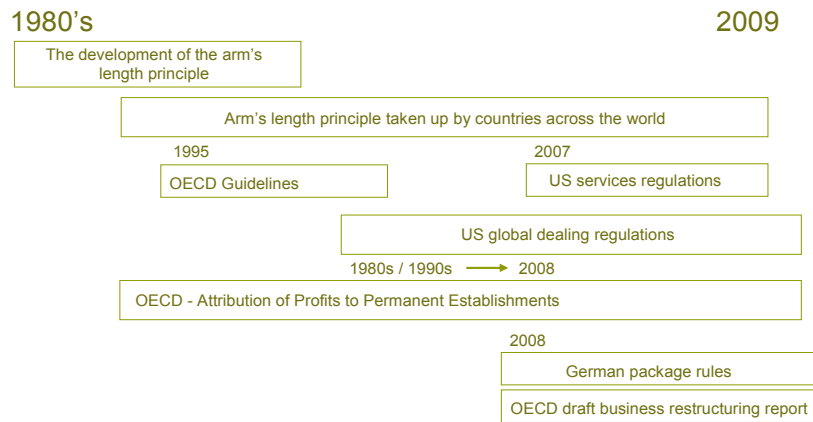 1980's
2009
The development of the arm's
length principle
Arm's length principle taken up by countries across the world
1995
2007
OECD Guidelines
US services regulations
US global dealing regulations
1980s / 1990s
2008
OECD - Attribution of Profits to Permanent Establishments
2008
German package rules
OECD draft business restructuring report